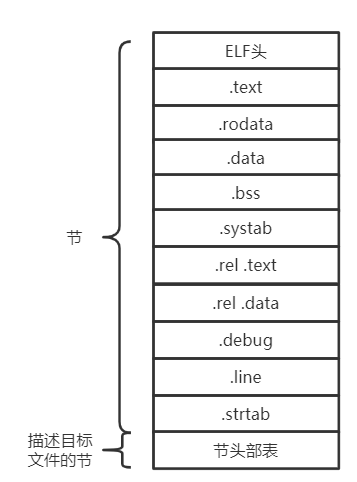 ELF头
.text
.rodata
.data
.bss
节
.systab
.rel .text
.rel .data
.debug
.line
.strtab
描述目标
文件的节
节头部表